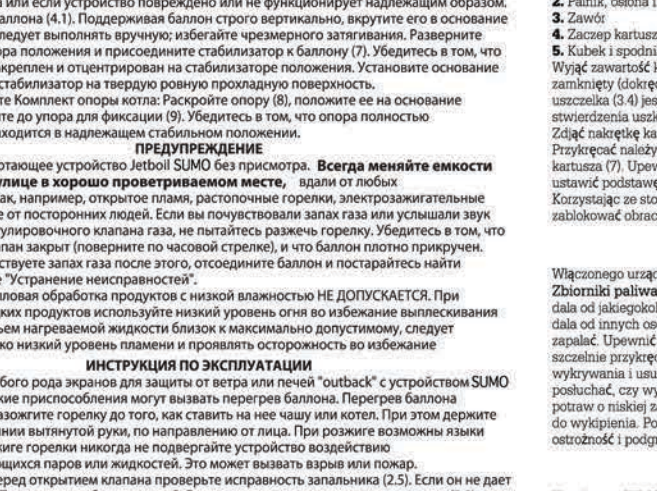 а или если устройство повреждено или не функционирует надлежащим образом.
аллона (4.1). Поддерживая баллон строго вертикально, вкрутите его в основание
ледует выполнять вручную; избегайте чрезмерного затягивания. Разверните
ора положения и присоедините стабилизатор к баллону (7). Убедитесь в том, что
креплен и отцентрирован на стабилизаторе положения. Установите основание
стабилизатор на твердую ровную прохладную поверхность.
те Комплект опоры котла: Раскройте опору (8), положите ее на основание
ите до упора для фиксации (9). Убедитесь в том, что опора полностью
аходится в надлежащем стабильном положении.
ПРЕДУПРЕЖДЕНИЕ
отающее устройство Jetboil SUMO без присмотра. Всегда меняйте емкости
улице в хорошо проветриваемом месте, вдали от любых
ак, например, открытое пламя, растопочные горелки, электрозажигательные
е от посторонних людей. Если вы почувствовали запах газа или услышали звук
улировочного клапана газа, не пытайтесь разжечь горелку. Убедитесь в том, что
апан закрыт (поверните по часовой стрелке), и что баллон плотно прикручен.
ствуете запах газа после этого, отсоедините баллон и постарайтесь найти
е "Устранение неисправностей".
пловая обработка продуктов с низкой влажностью НЕ ДОПУСКАЕТСЯ. При
ких продуктов используйте низкий уровень огня во избежание выплескивания
ъем нагреваемой жидкости близок к максимально допустимому, следует
ко низкий уровень пламени и проявлять осторожность во избежание
ИНСТРУКЦИЯ ПО ЭКСПЛУАТАЦИИ
бого рода экранов для защиты от ветра или печей "outback" с устройством SUMO
кие приспособления могут вызвать перегрев баллона. Перегрев баллона
азожгите горелку до того, как ставить на нее чашу или котел. При этом держите
янии вытянутой руки, по направлению от лица. При розжиге возможны языки
жиге горелки никогда не подвергайте устройство воздействию
ющихся паров или жидкостей. Это может вызвать взрыв или пожар.
еред открытием клапана проверьте исправность запальника (2.5). Если он не дает
2. Palnik, osłona i
3. Zawór
4. Zaczep kartusz
5. Kubek i spodni
Wyjąć zawartość k
zamknięty (dokręc
uszczelka (3.4) jes
stwierdzenia uszk
Zdjąć nakrętkę ka
Przykręcać należy
kartusza (7). Upew
ustawić podstawę
Korzystając ze sto
zablokować obrac
Włączonego urząd
Zbiorniki paliwa
dala od jakiegokol
dala od innych os
zapalać. Upewnić
szczelnie przykręc
wykrywania i usu
posłuchać, czy wy
potraw o niskiej z
do wykipienia. Po
ostrożność i podgr